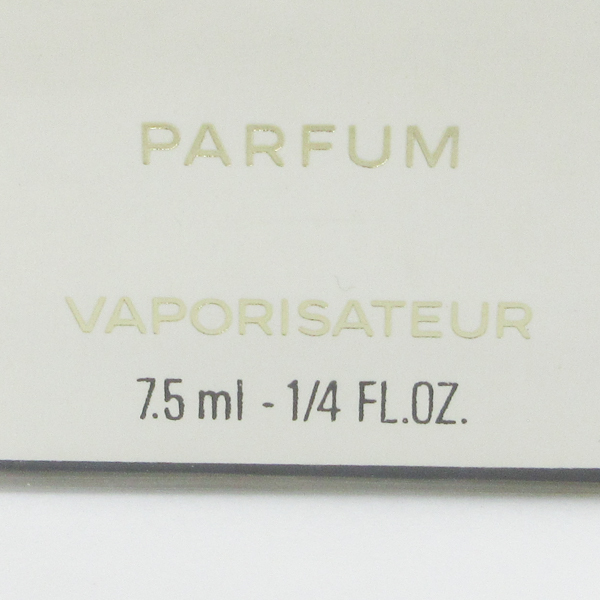 PARFUM
VAPORISATEUR
7.5 ml - 1/4 FL.OZ.